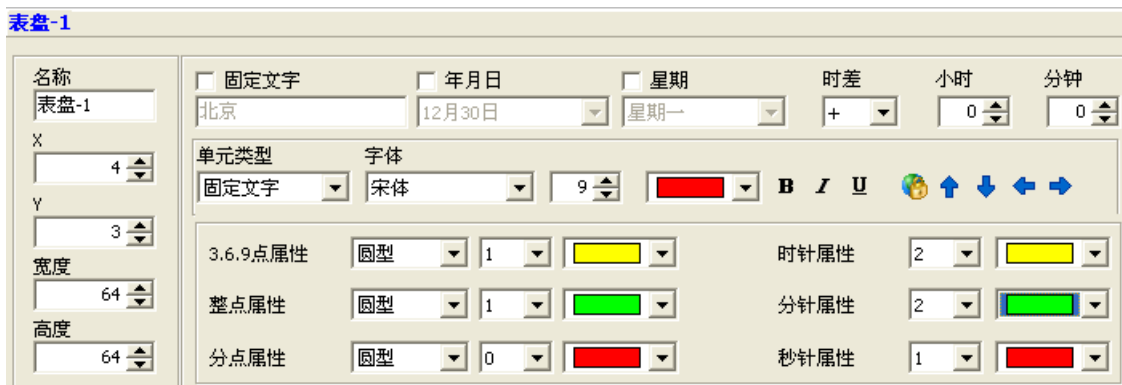 表盘-1
名称
表盘-1
X
4
Y
3
宽度
64
高度
64
固定文字 年月日 星期 时差 小时 分钟
北京 12月30日 星期一 + 0 0
单元类型 字体
固定文字 宋体 9 B I U
3.6.9点属性 圆型 1 时针属性 2
整点属性 圆型 1 分针属性 2
分点属性 圆型 0 秒针属性 1